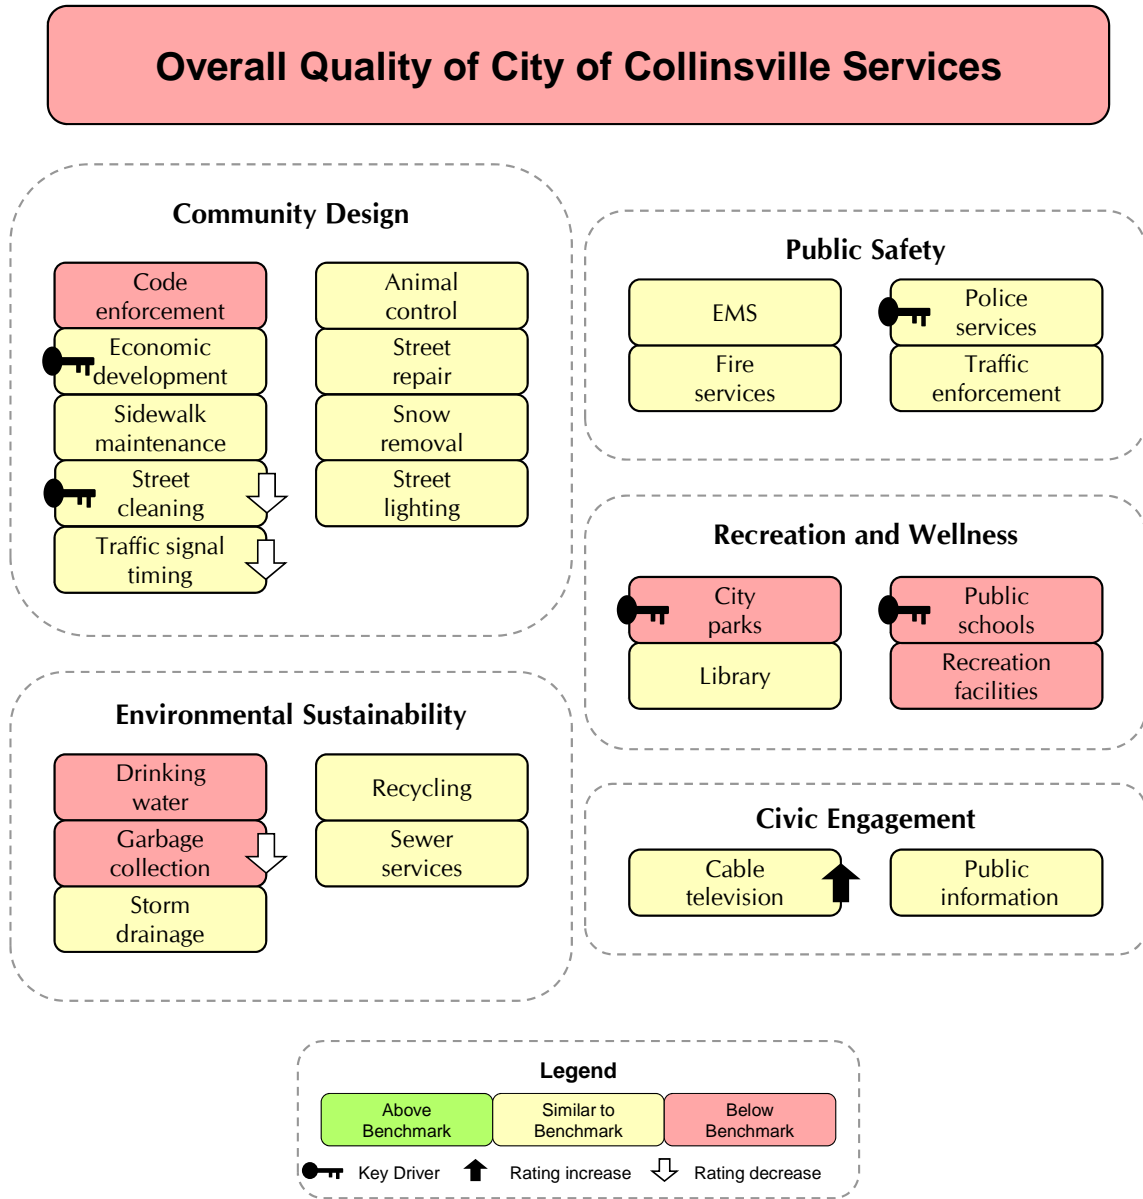 Overall Quality of City of Collinsville Services
Community Design
Code
enforcement
Economic
development
Sidewalk
maintenance
Street
cleaning
Traffic signal
timing
Animal
control
Street
repair
Snow
removal
Street
lighting
Public Safety
EMS
Fire
services
Police
services
Traffic
enforcement
Recreation and Wellness
City
parks
Library
Public
schools
Recreation
facilities
Environmental Sustainability
Drinking
water
Garbage
collection
Storm
drainage
Recycling
Sewer
services
Civic Engagement
Cable
television
Public
information
Legend
Above
Benchmark
Similar to
Benchmark
Below
Benchmark
Key Driver
Rating increase
Rating decrease